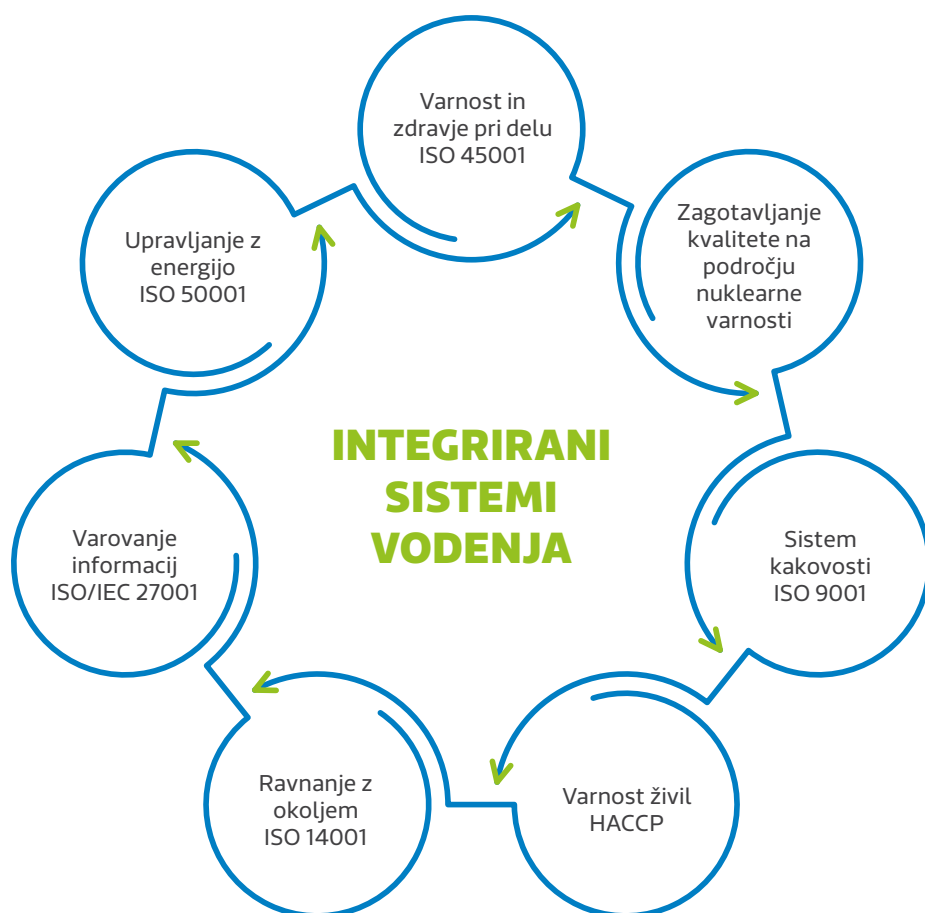 Varnost in
zdravje pri delu
ISO 45001
Zagotavljanje
kvalitete na
področju
nuklearne
varnosti
Sistem
kakovosti
ISO 9001
Varnost živil
HACCP
Ravnanje z
okoljem
ISO 14001
Varovanje
informacij
ISO/IEC 27001
Upravljanje z
energijo
ISO 50001
INTEGRIRANI
SISTEMI
VODENJA